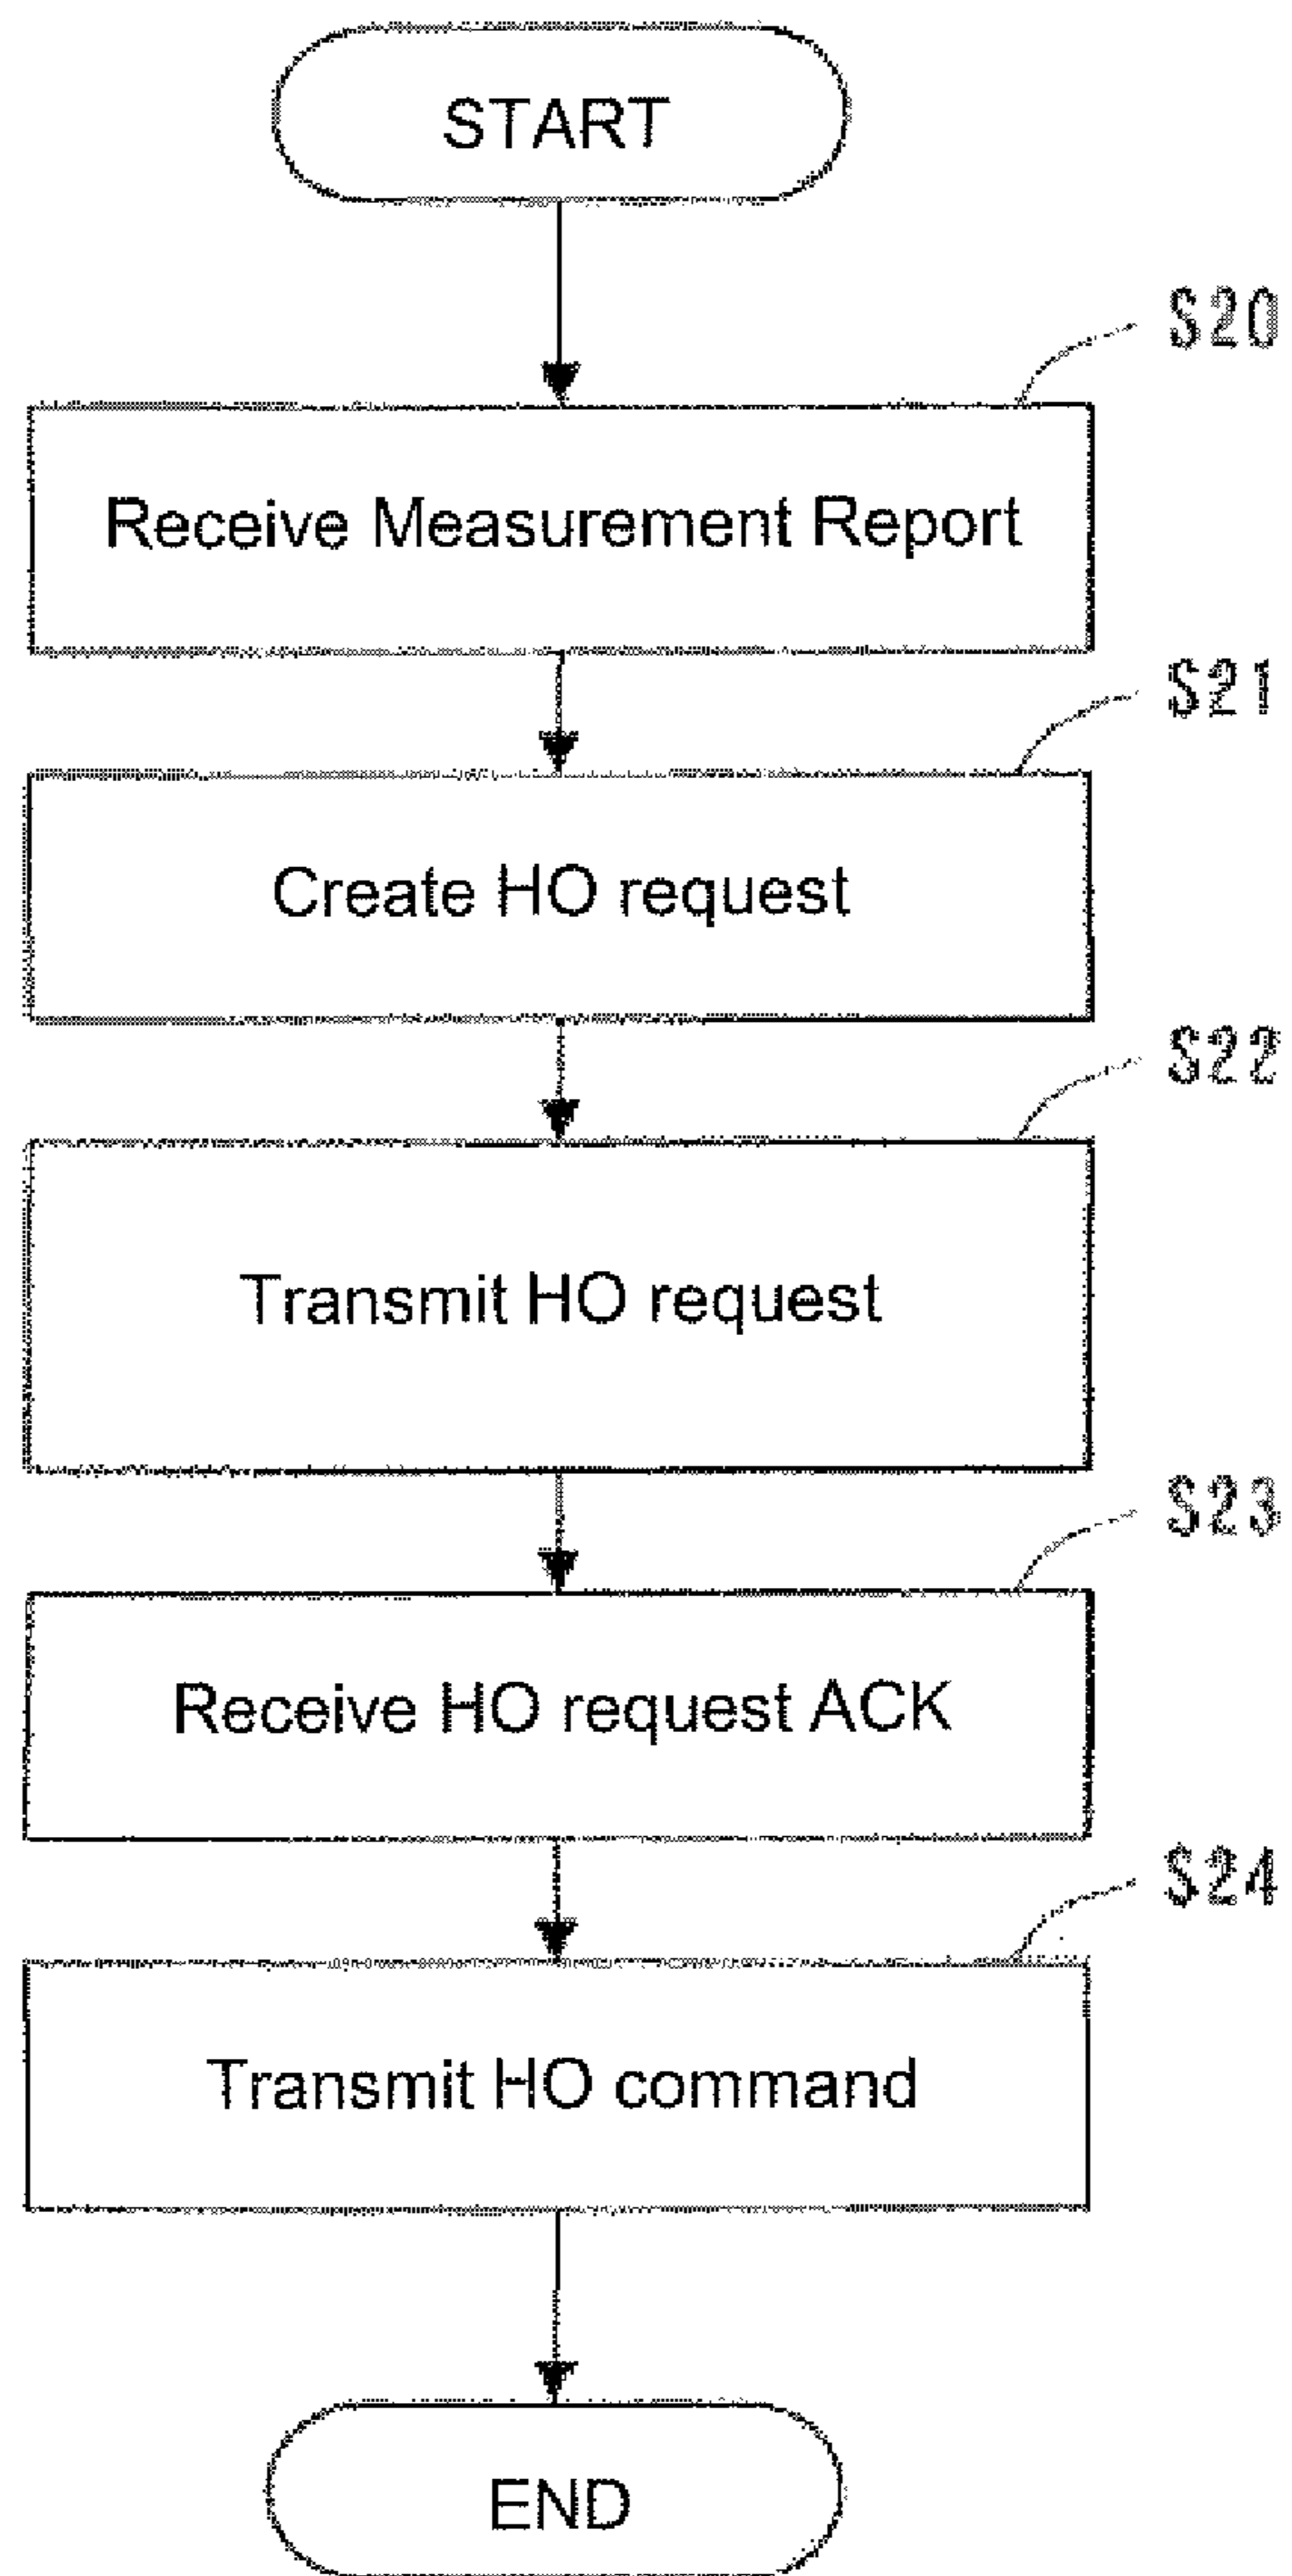 START
S20
Receive Measurement Report
S21
Create HO request
S22
Transmit HO request
S23
Receive HO request ACK
S24
Transmit HO command
END